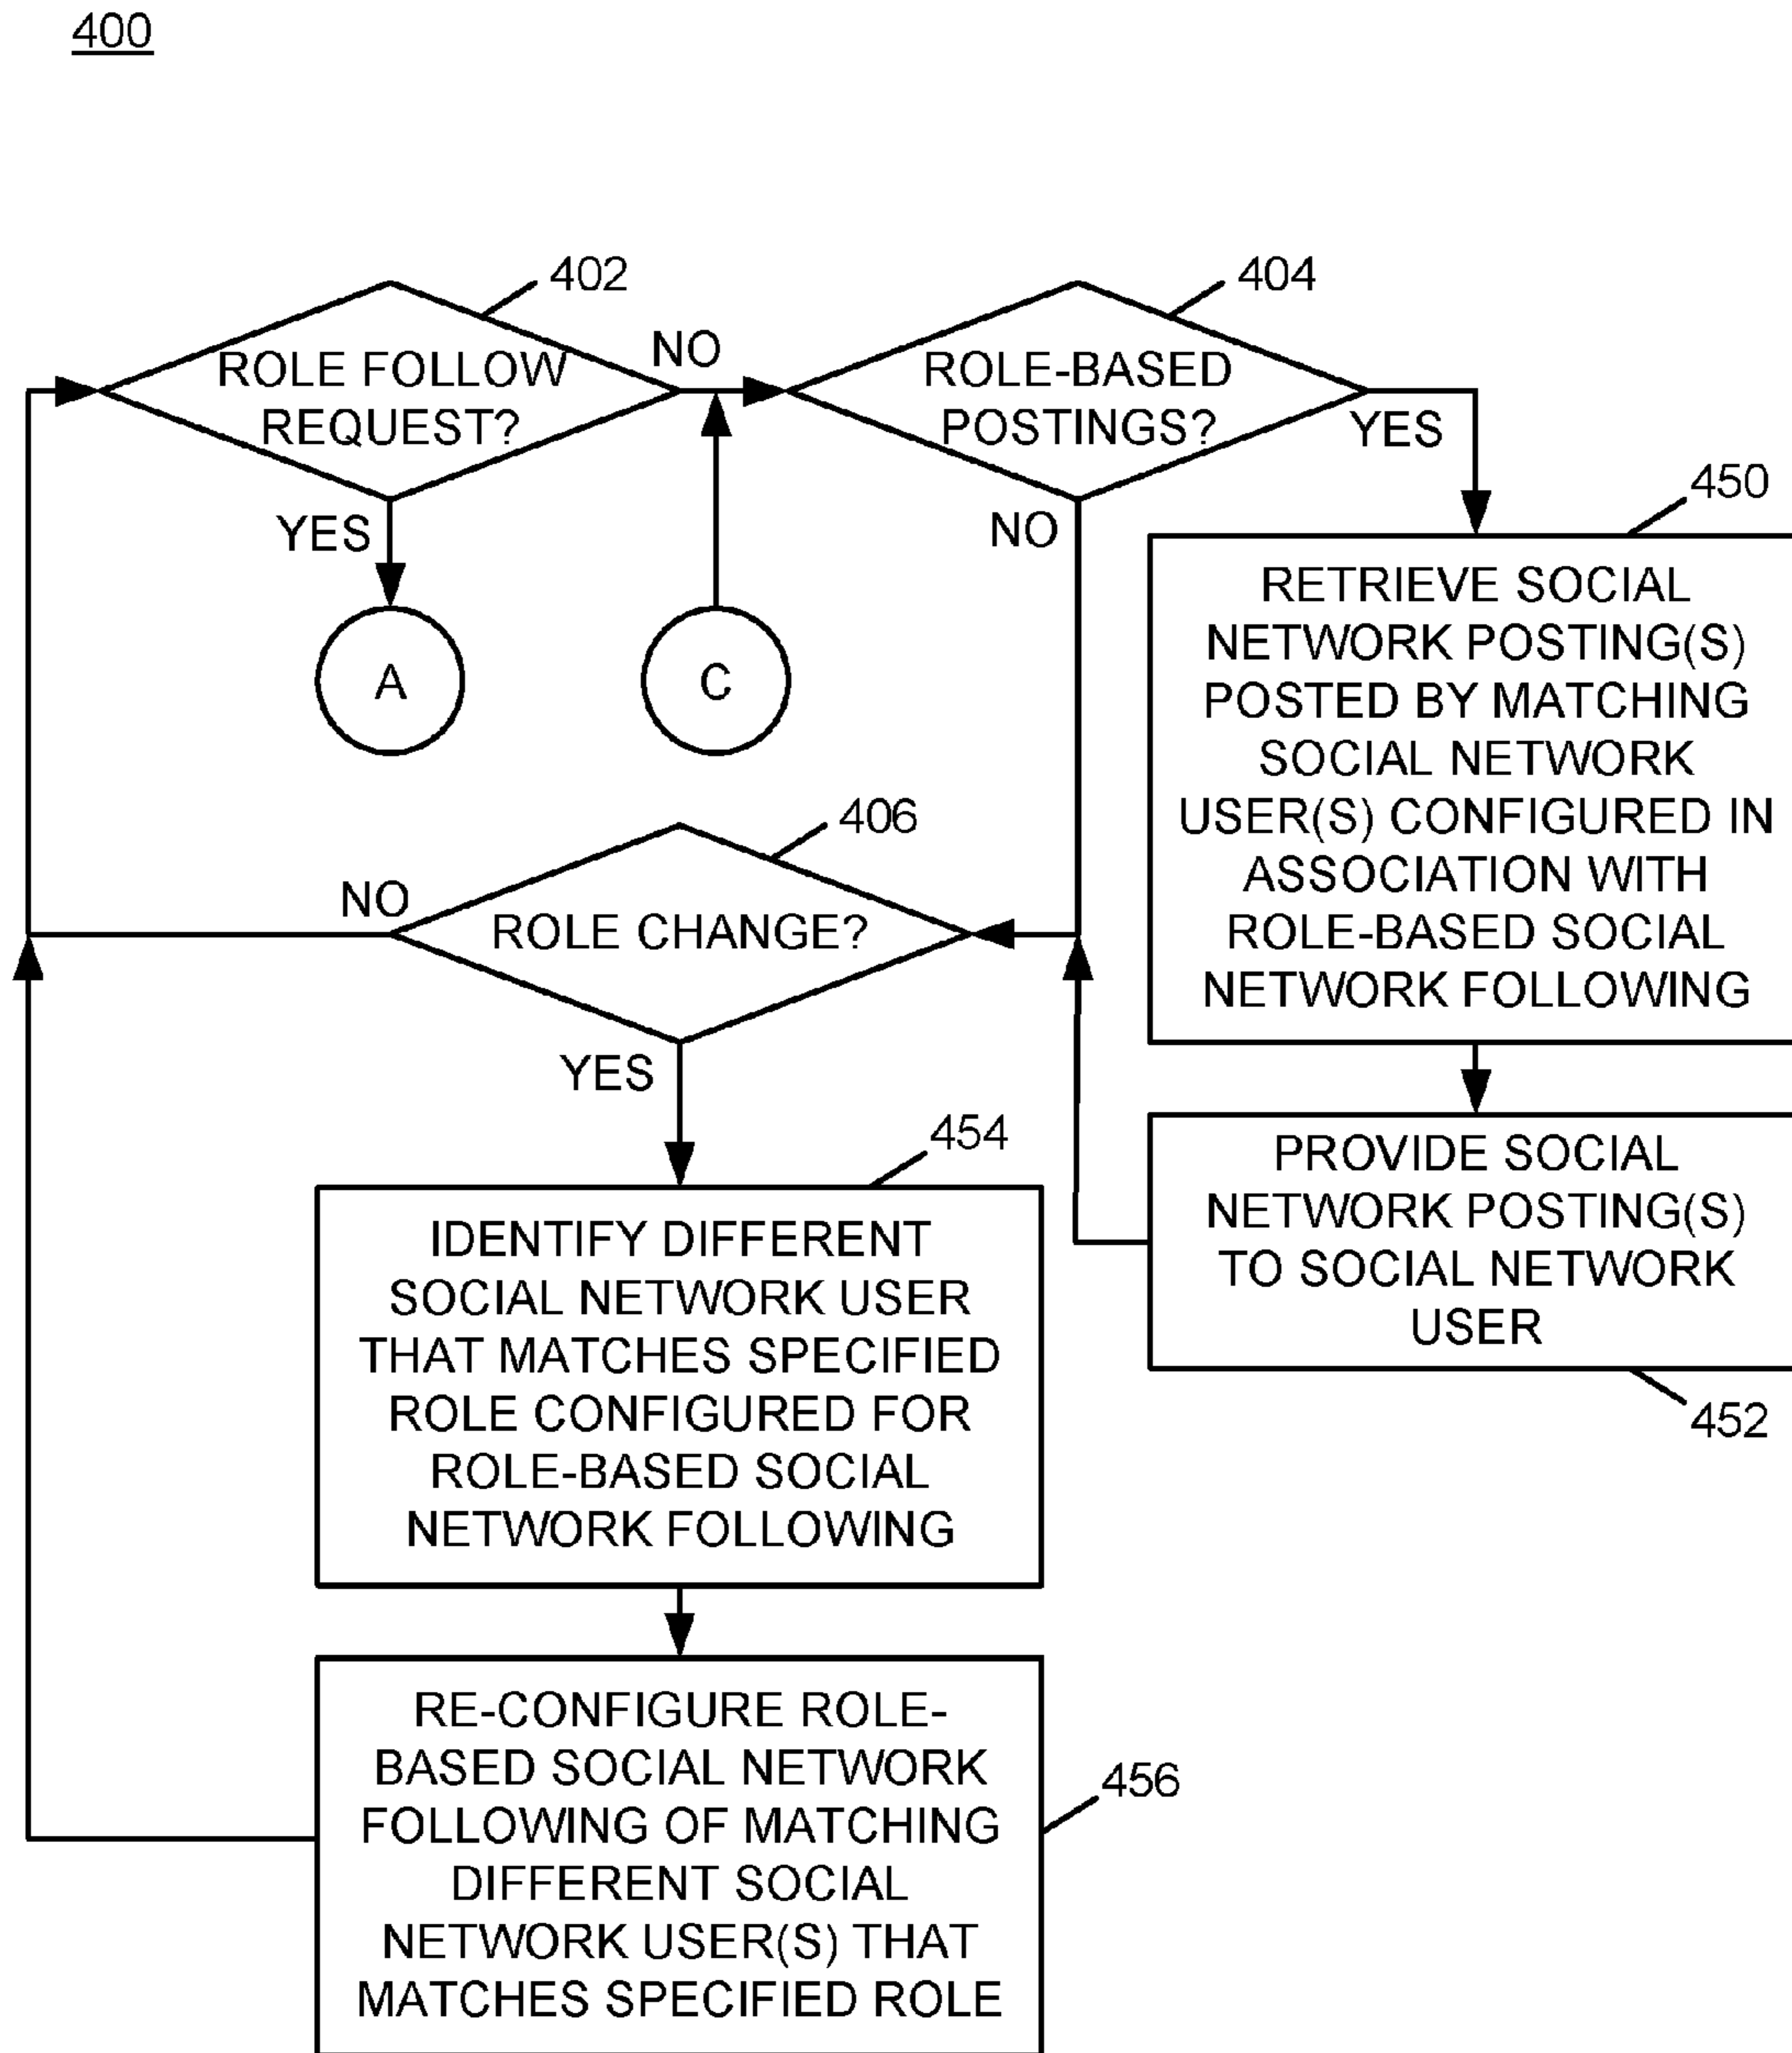 400
402
ROLE FOLLOW
REQUEST?
NO
YES
A
C
404
ROLE-BASED
POSTINGS?
YES
NO
450
RETRIEVE SOCIAL
NETWORK POSTING(S)
POSTED BY MATCHING
SOCIAL NETWORK
USER(S) CONFIGURED IN
ASSOCIATION WITH
ROLE-BASED SOCIAL
NETWORK FOLLOWING
PROVIDE SOCIAL
NETWORK POSTING(S)
TO SOCIAL NETWORK
USER
452
406
ROLE CHANGE?
NO
YES
454
IDENTIFY DIFFERENT
SOCIAL NETWORK USER
THAT MATCHES SPECIFIED
ROLE CONFIGURED FOR
ROLE-BASED SOCIAL
NETWORK FOLLOWING
RE-CONFIGURE ROLE-
BASED SOCIAL NETWORK
FOLLOWING OF MATCHING
DIFFERENT SOCIAL
NETWORK USER(S) THAT
MATCHES SPECIFIED ROLE
456